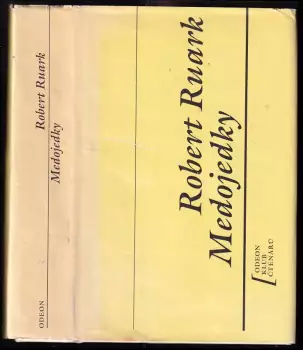 Robert Ruark
Medojedky
ODEON
Robert Ruark
Medojedky
ODEON
KLUB
ČTENÁŘŮ